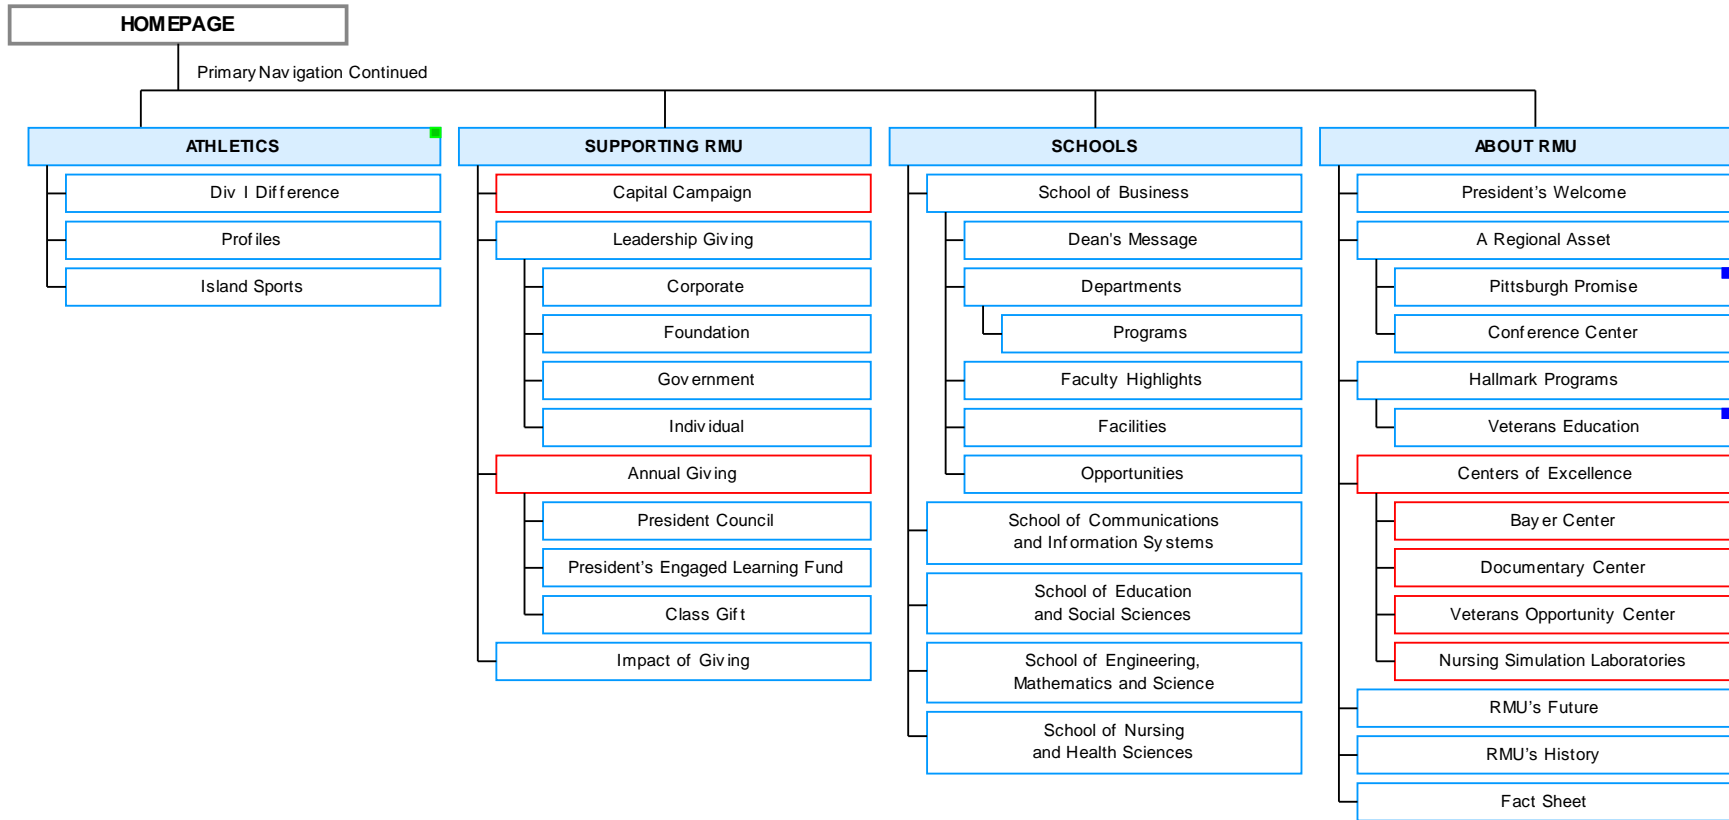 HOMEPAGE
Primary Navigation Continued
ATHLETICS
Div I Difference
Profiles
Island Sports
SUPPORTING RMU
Capital Campaign
Leadership Giving
Corporate
Foundation
Government
Individual
Annual Giving
President Council
President's Engaged Learning Fund
Class Gift
Impact of Giving
SCHOOLS
School of Business
Dean's Message
Departments
Programs
Faculty Highlights
Facilities
Opportunities
School of Communications
and Information Systems
School of Education
and Social Sciences
School of Engineering,
Mathematics and Science
School of Nursing
and Health Sciences
ABOUT RMU
President's Welcome
A Regional Asset
Pittsburgh Promise
Conference Center
Hallmark Programs
Veterans Education
Centers of Excellence
Bayer Center
Documentary Center
Veterans Opportunity Center
Nursing Simulation Laboratories
RMU's Future
RMU's History
Fact Sheet